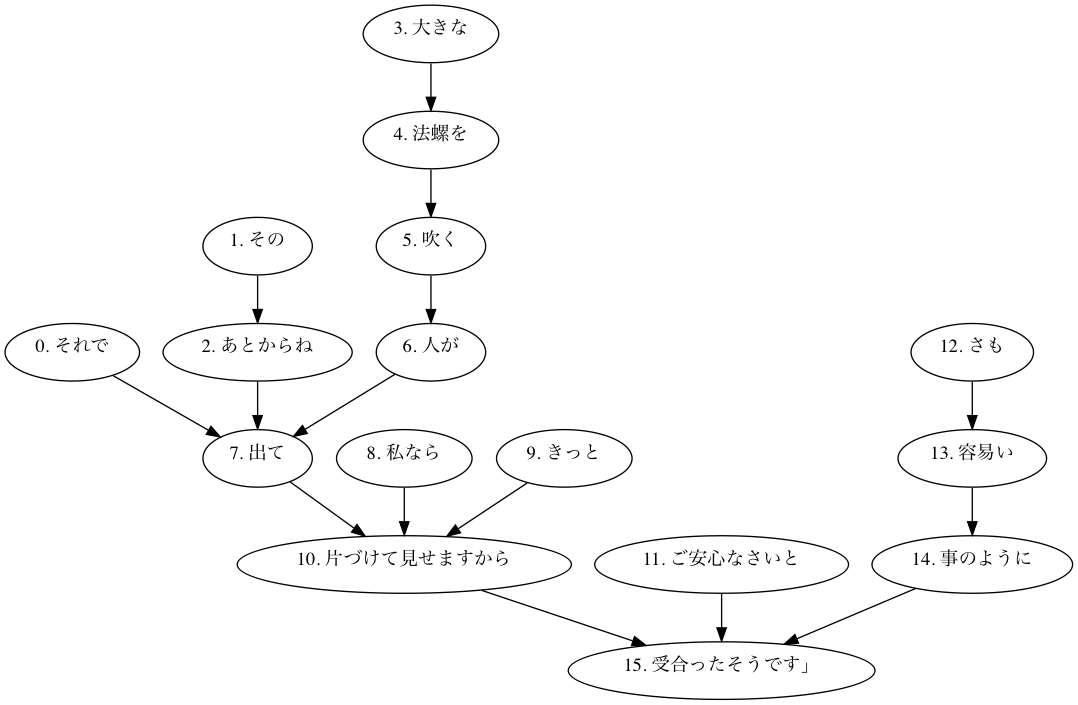 3. 大きな
4. 法螺を
1. その
5. 吹く
0. それで
2. あとからね
6. 人が
12. さも
7. 出て
8. 私なら
9. きっと
13. 容易い
10. 片づけて見せますから
11. ご安心なさいと
14. 事のように
15. 受合ったそうです」